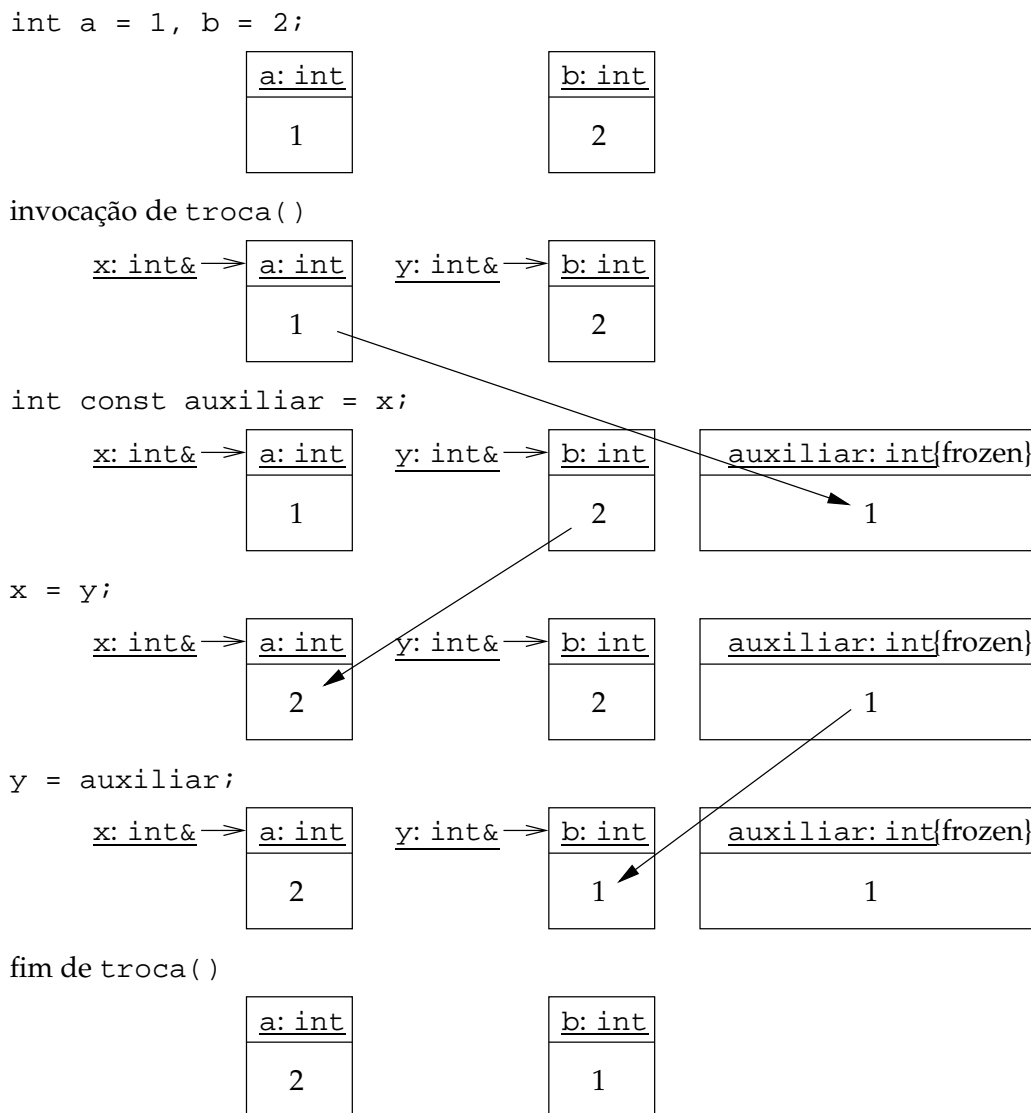 int a = 1, b = 2;
a: int b: int
1 2
invocação de troca()
x: int& a: int y: int& b: int
1 2
int const auxiliar = x;
x: int& a: int y: int& b: int auxiliar: int{frozen}
1 2 1
x = y;
x: int& a: int y: int& b: int auxiliar: int{frozen}
2 2 1
y = auxiliar;
x: int& a: int y: int& b: int auxiliar: int{frozen}
2 1 1
fim de troca()
a: int b: int
2 1